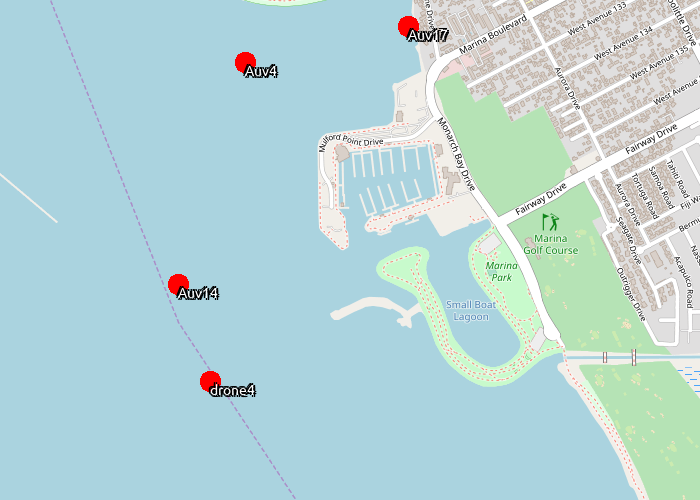 Auv17
Auv4
Marina Boulevard
West Avenue 133
West Avenue 134
West Avenue 135
West Avenue
Aurora Drive
Mulford Point Drive
Monarch Bay Drive
Fairway Drive
Fairway Drive
Tahiti Road
Samoa Road
Tortuga Road
Aurora Drive
Seagate Drive
Outrigger Drive
Acapulco Road
Marina
Golf Course
Marina
Park
Small Boat
Lagoon
Auv14
drone4